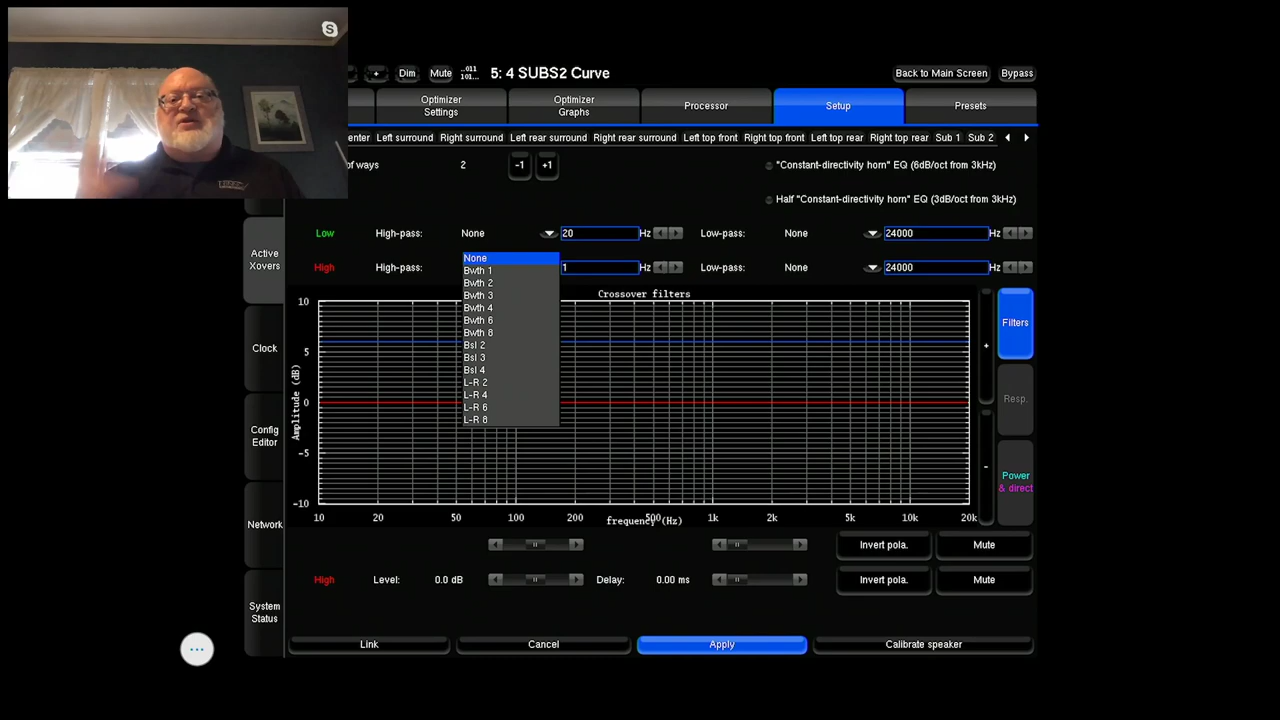 S
+ Dim Mute ..011 101... 5: 4 SUBS2 Curve Back to Main Screen Bypass
Optimizer Settings Optimizer Graphs Processor Setup Presets
enter Left surround Right surround Left rear surround Right rear surround Left top front Right top front Left top rear Right top rear Sub 1 Sub 2
of ways 2 -1 +1 "Constant-directivity horn" EQ (6dB/oct from 3kHz)
Half "Constant-directivity horn" EQ (3dB/oct from 3kHz)
Low High-pass: None 20 Hz Low-pass: None 24000 Hz
High High-pass: 1 Hz Low-pass: None 24000 Hz
None
Bwth 1
Bwth 2
Bwth 3
Bwth 4
Bwth 6
Bwth 8
Bsl 2
Bsl 3
Bsl 4
L-R 2
L-R 4
L-R 6
L-R 8
Active Xovers
Clock
Config Editor
Network
System Status
Crossover filters
Amplitude (dB)
10
5
0
-5
-10
10 20 50 100 200 500 1k 2k 5k 10k 20k
frequency (Hz)
+
-
Filters
Resp.
Power & direct
Invert pola. Mute
High Level: 0.0 dB Delay: 0.00 ms Invert pola. Mute
Link Cancel Apply Calibrate speaker